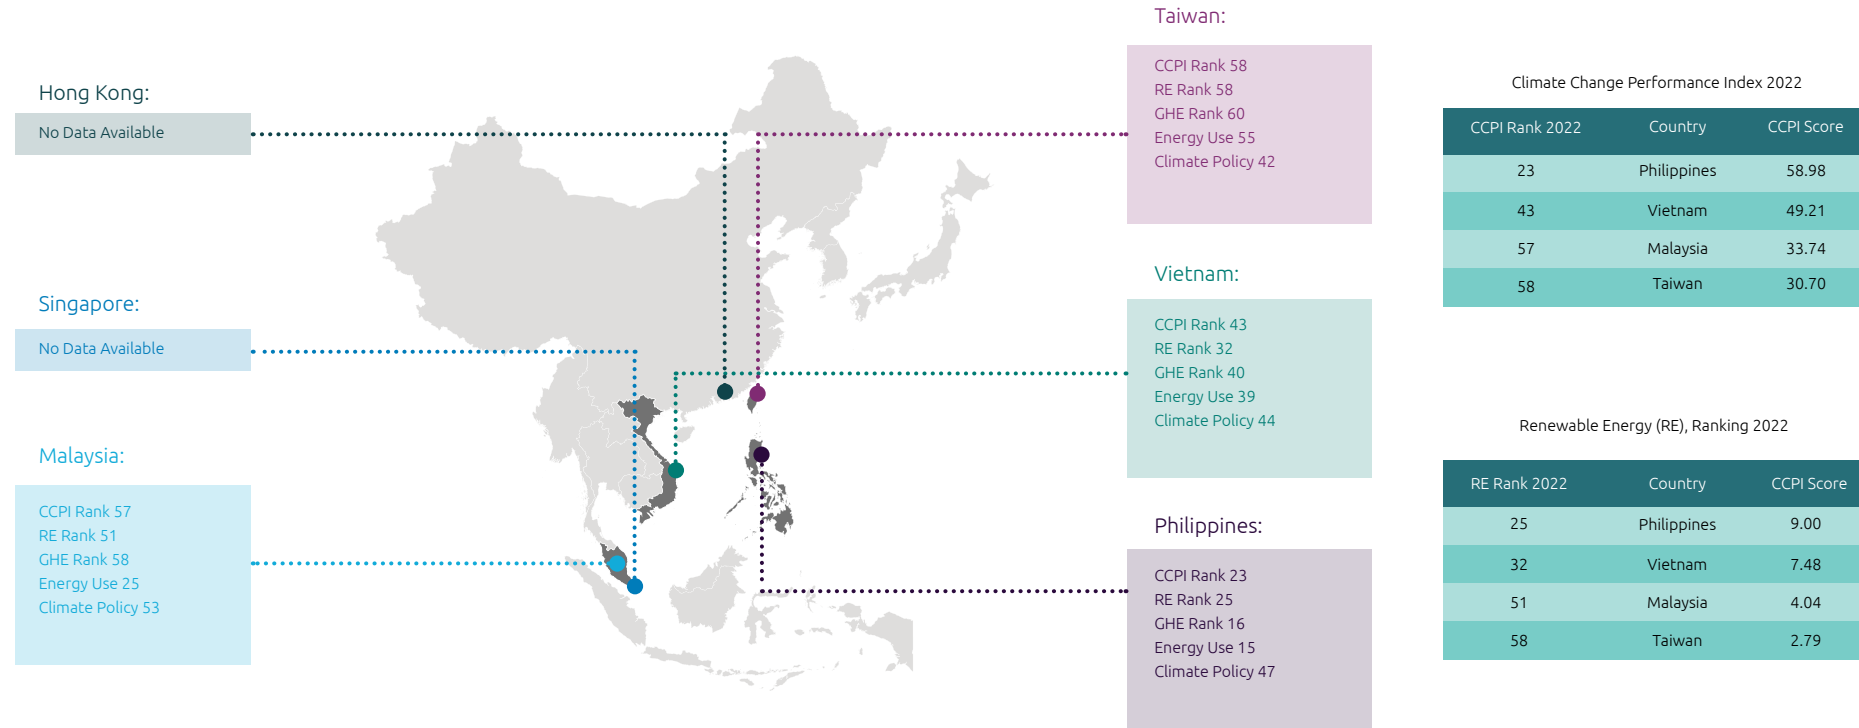 Hong Kong:
No Data Available
Singapore:
No Data Available
Malaysia:
CCPI Rank 57
RE Rank 51
GHE Rank 58
Energy Use 25
Climate Policy 53
Taiwan:
CCPI Rank 58
RE Rank 58
GHE Rank 60
Energy Use 55
Climate Policy 42
Vietnam:
CCPI Rank 43
RE Rank 32
GHE Rank 40
Energy Use 39
Climate Policy 44
Philippines:
CCPI Rank 23
RE Rank 25
GHE Rank 16
Energy Use 15
Climate Policy 47
Climate Change Performance Index 2022
CCPI Rank 2022 Country CCPI Score
23 Philippines 58.98
43 Vietnam 49.21
57 Malaysia 33.74
58 Taiwan 30.70
Renewable Energy (RE), Ranking 2022
RE Rank 2022 Country CCPI Score
25 Philippines 9.00
32 Vietnam 7.48
51 Malaysia 4.04
58 Taiwan 2.79